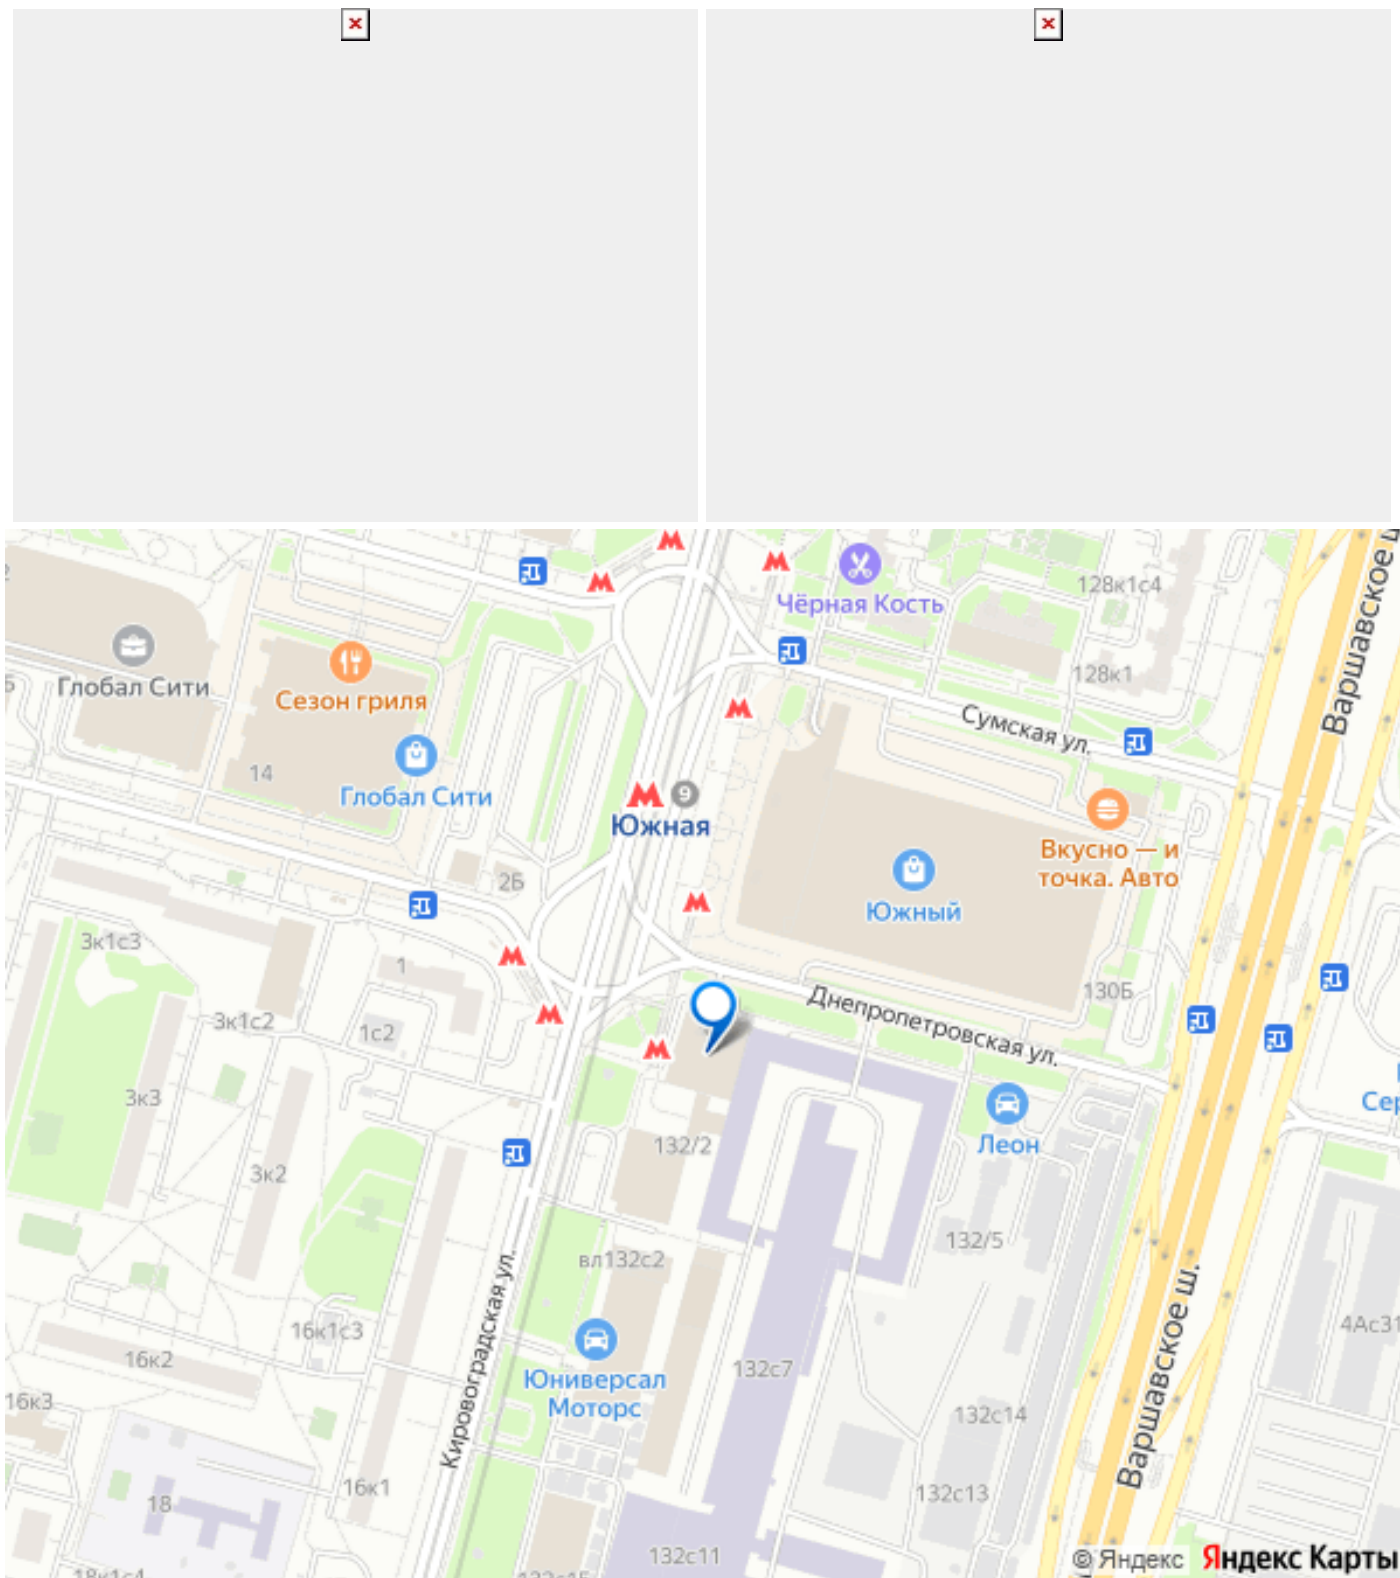 128к1с4
Чёрная Кость
Варшавское ш.
Глобал Сити
128к1
Сезон гриля
Сумская ул.
14
Глобал Сити
9
Южная
Вкусно — и
точка. Авто
2Б
Южный
3к1с3
1
130Б
Днепропетровская ул.
3к1с2
1с2
3к3
Леон
132/2
3к2
132/5
вл132с2
Кировоградская ул.
16к1с3
4Ас31
16к2
132с7
Юниверсал
Моторс
16к3
132с14
Варшавское ш.
16к1
132с13
18
132с11
18к1с4
132с15
© Яндекс
Яндекс Карты